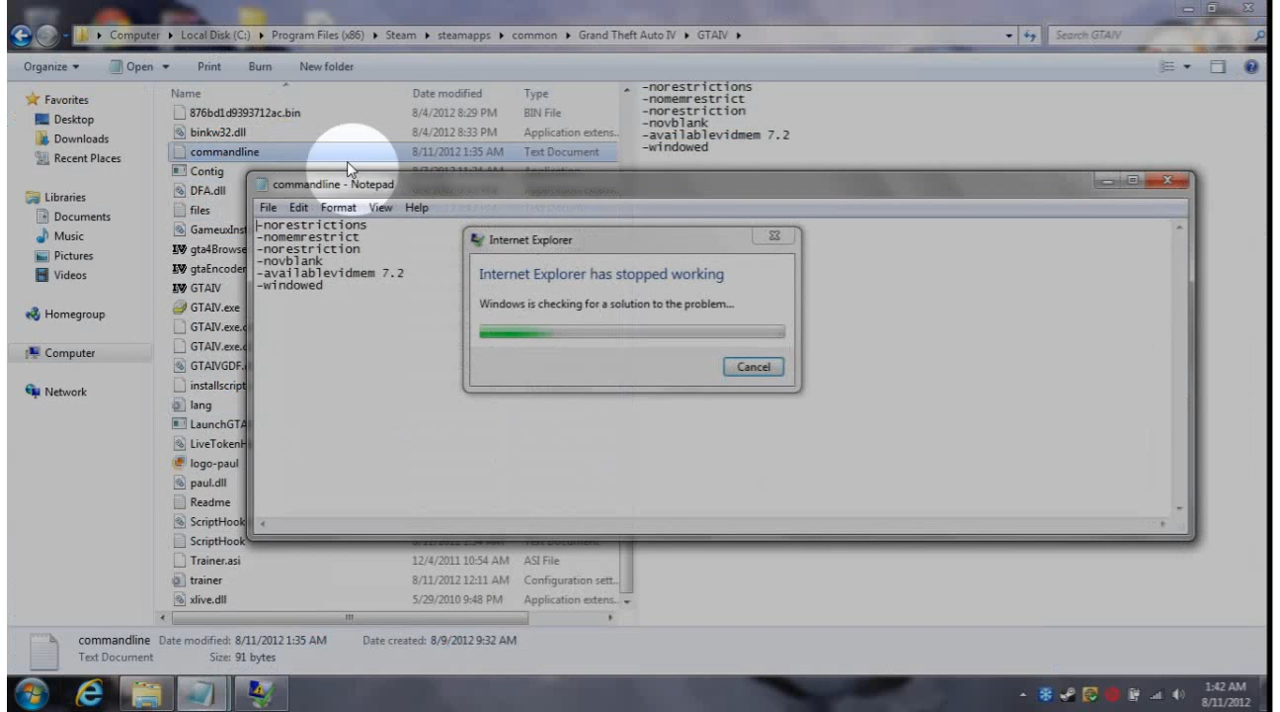 Computer ▸ Local Disk (C:) ▸ Program Files (x86) ▸ Steam ▸ steamapps ▸ common ▸ Grand Theft Auto IV ▸ GTAIV ▸
Search GTAIV
Organize Open Print Burn New folder
Favorites
Desktop
Downloads
Recent Places
Libraries
Documents
Music
Pictures
Videos
Homegroup
Computer
Network
Name Date modified Type
876bd1d9393712ac.bin 8/4/2012 8:29 PM BIN File
binkw32.dll 8/4/2012 8:33 PM Application extens...
commandline 8/11/2012 1:35 AM Text Document
Contig
DFA.dll
files
GameuxInst
gta4Browse
gtaEncoder
GTAIV
GTAIV.exe
GTAIV.exe.c
GTAIV.exe.c
GTAIVGDF.
installscript
lang
LaunchGTA
LiveTokenH
logo-paul
paul.dll
Readme
ScriptHook
ScriptHook
Trainer.asi 12/4/2011 10:54 AM ASI File
trainer 8/11/2012 12:11 AM Configuration sett...
xlive.dll 5/29/2010 9:48 PM Application extens...
-norestrictions
-nomemrestrict
-norestriction
-novblank
-availablevidmem 7.2
-windowed
commandline - Notepad
File Edit Format View Help
-norestrictions
-nomemrestrict
-norestriction
-novblank
-availablevidmem 7.2
-windowed
Internet Explorer
Internet Explorer has stopped working
Windows is checking for a solution to the problem...
Cancel
commandline Date modified: 8/11/2012 1:35 AM Date created: 8/9/2012 9:32 AM
Text Document Size: 91 bytes
1:42 AM
8/11/2012